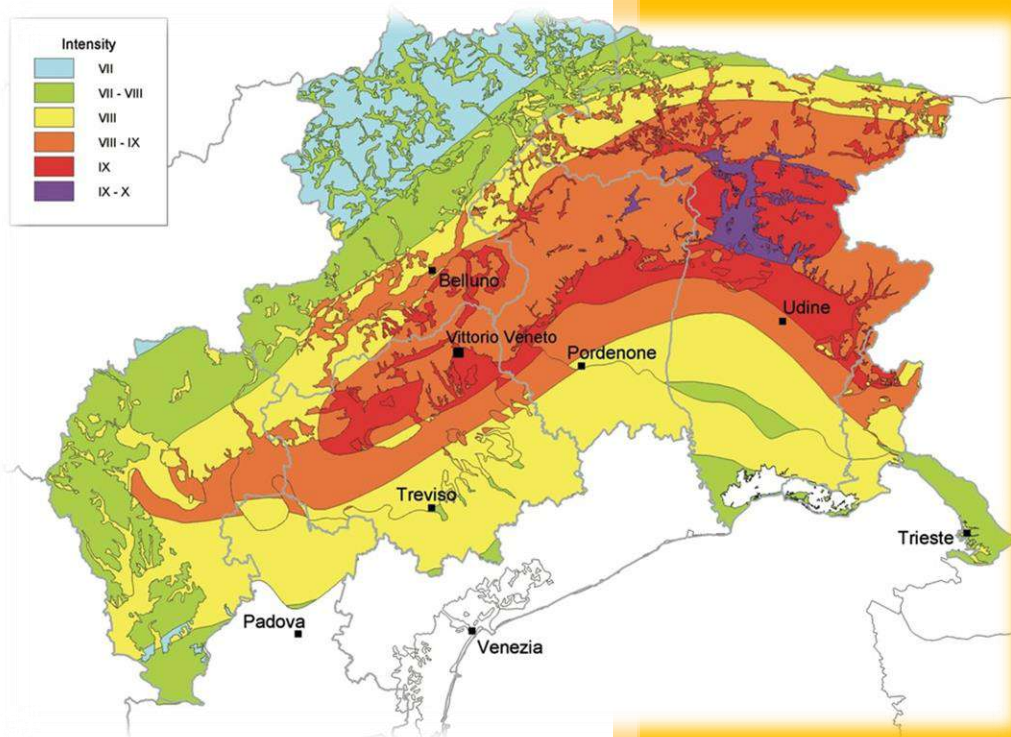 Intensity
VII
VII - VIII
VIII
VIII - IX
IX
IX - X
Belluno
Udine
Vittorio Veneto
Pordenone
Treviso
Trieste
Padova
Venezia